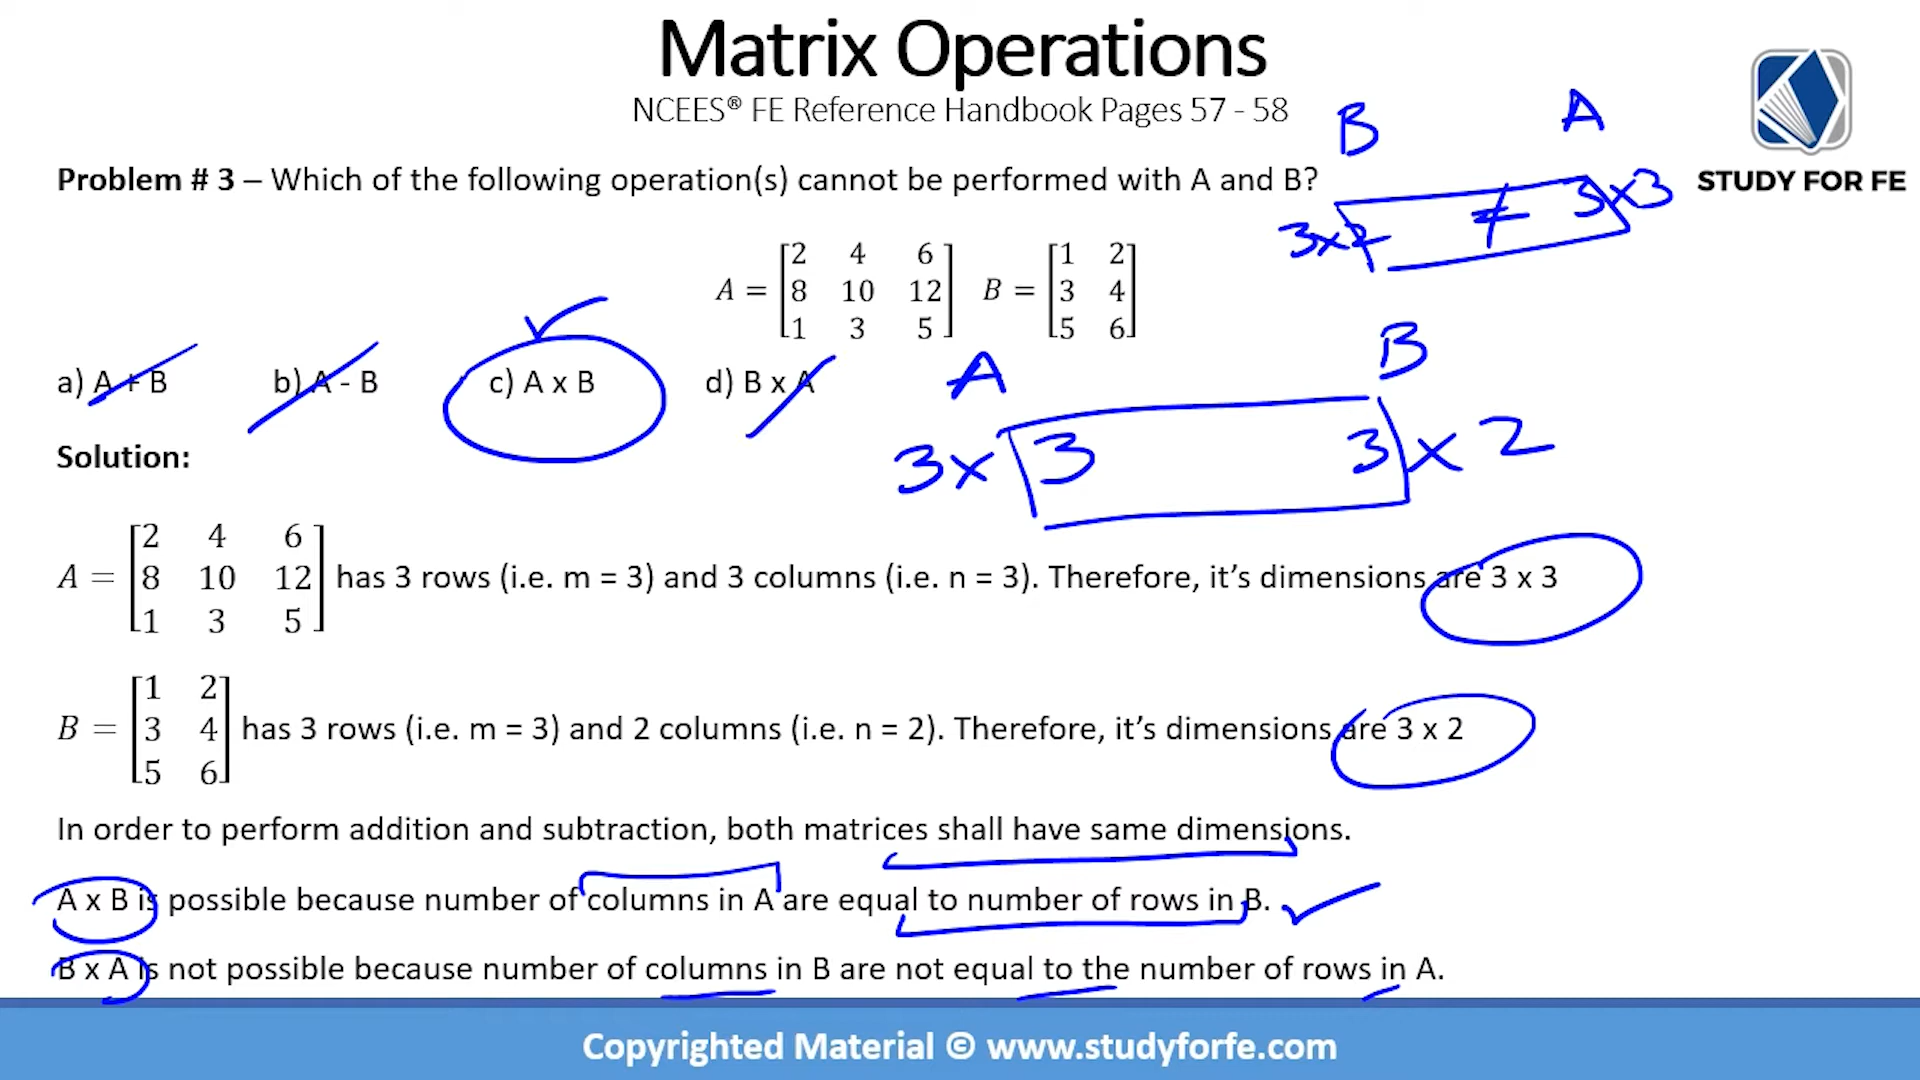 Matrix Operations
NCEES® FE Reference Handbook Pages 57 - 58
STUDY FOR FE
B A
3x2 ≠ 3x3
Problem # 3 – Which of the following operation(s) cannot be performed with A and B?
A = [2 4 6
8 10 12
1 3 5] B = [1 2
3 4
5 6]
a) A + B b) A - B c) A x B d) B x A
A B
3x 3 3 x 2
Solution:
A = [2 4 6
8 10 12
1 3 5] has 3 rows (i.e. m = 3) and 3 columns (i.e. n = 3). Therefore, it’s dimensions are 3 x 3
B = [1 2
3 4
5 6] has 3 rows (i.e. m = 3) and 2 columns (i.e. n = 2). Therefore, it’s dimensions are 3 x 2
In order to perform addition and subtraction, both matrices shall have same dimensions.
A x B is possible because number of columns in A are equal to number of rows in B.
B x A is not possible because number of columns in B are not equal to the number of rows in A.
Copyrighted Material © www.studyforfe.com